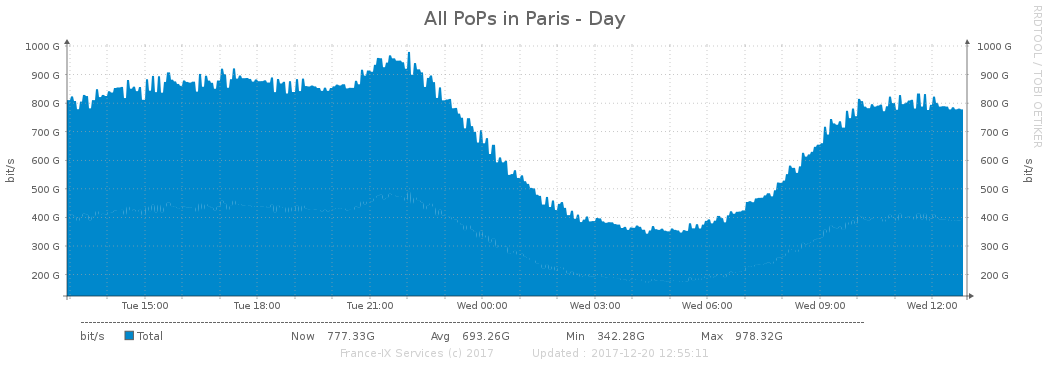 All PoPs in Paris - Day
RRDTOOL / TOBI OETIKER
1000 G 1000 G
900 G 900 G
800 G 800 G
700 G 700 G
600 G 600 G
500 G 500 G
400 G 400 G
300 G 300 G
200 G 200 G
bit/s
bit/s
Tue 15:00 Tue 18:00 Tue 21:00 Wed 00:00 Wed 03:00 Wed 06:00 Wed 09:00 Wed 12:00
bit/s Total Now 777.33G Avg 693.26G Min 342.28G Max 978.32G
France-IX Services (c) 2017 Updated : 2017-12-20 12:55:11